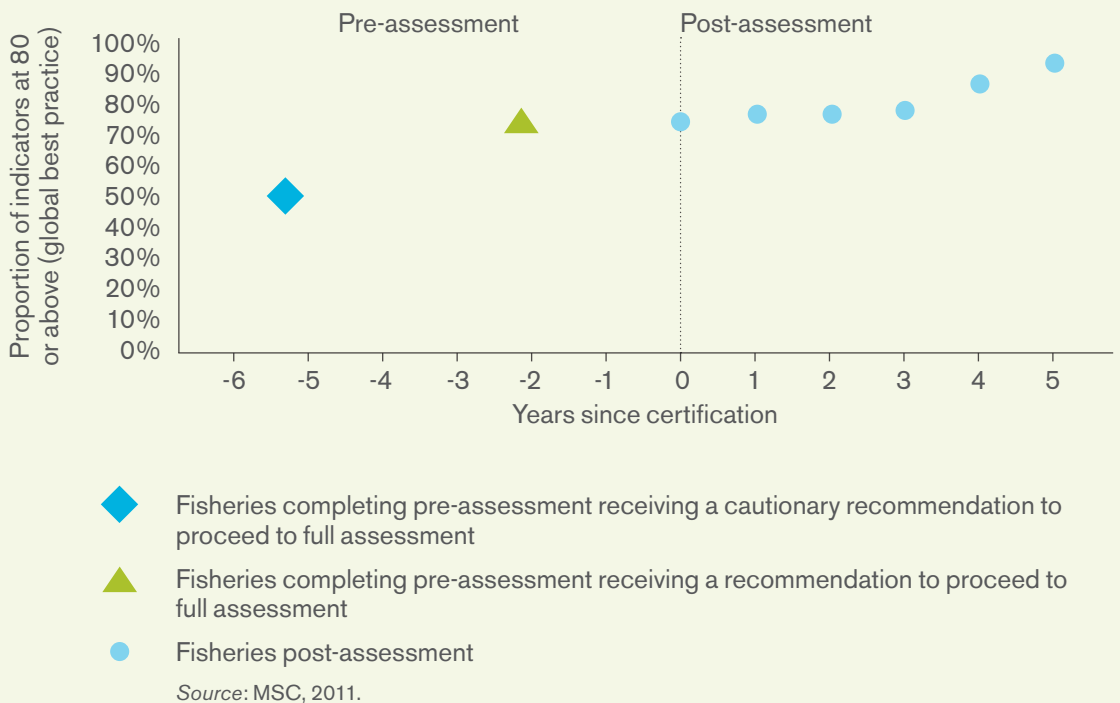 Pre-assessment
Post-assessment
Proportion of indicators at 80
or above (global best practice)
100%
90%
80%
70%
60%
50%
40%
30%
20%
10%
0%
-6 -5 -4 -3 -2 -1 0 1 2 3 4 5
Years since certification
Fisheries completing pre-assessment receiving a cautionary recommendation to
proceed to full assessment
Fisheries completing pre-assessment receiving a recommendation to proceed to
full assessment
Fisheries post-assessment
Source: MSC, 2011.